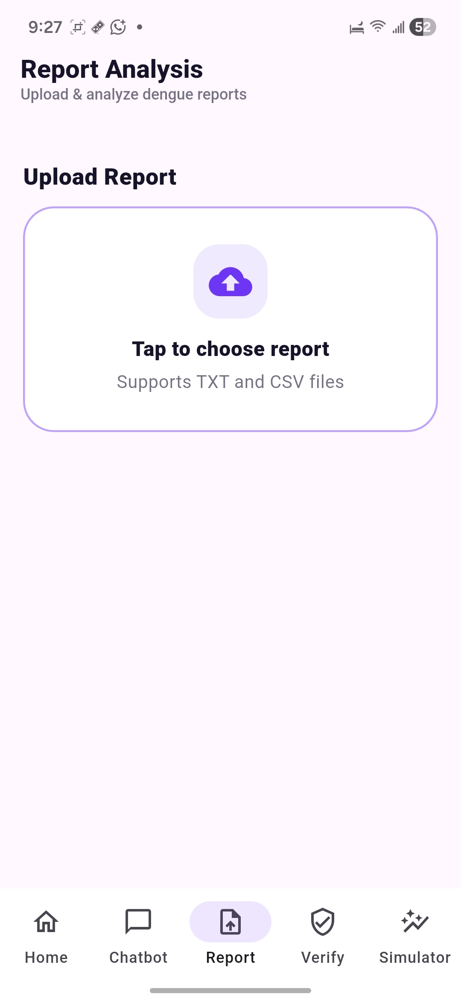 9:27
52
Report Analysis
Upload & analyze dengue reports
Upload Report
Tap to choose report
Supports TXT and CSV files
Home Chatbot Report Verify Simulator